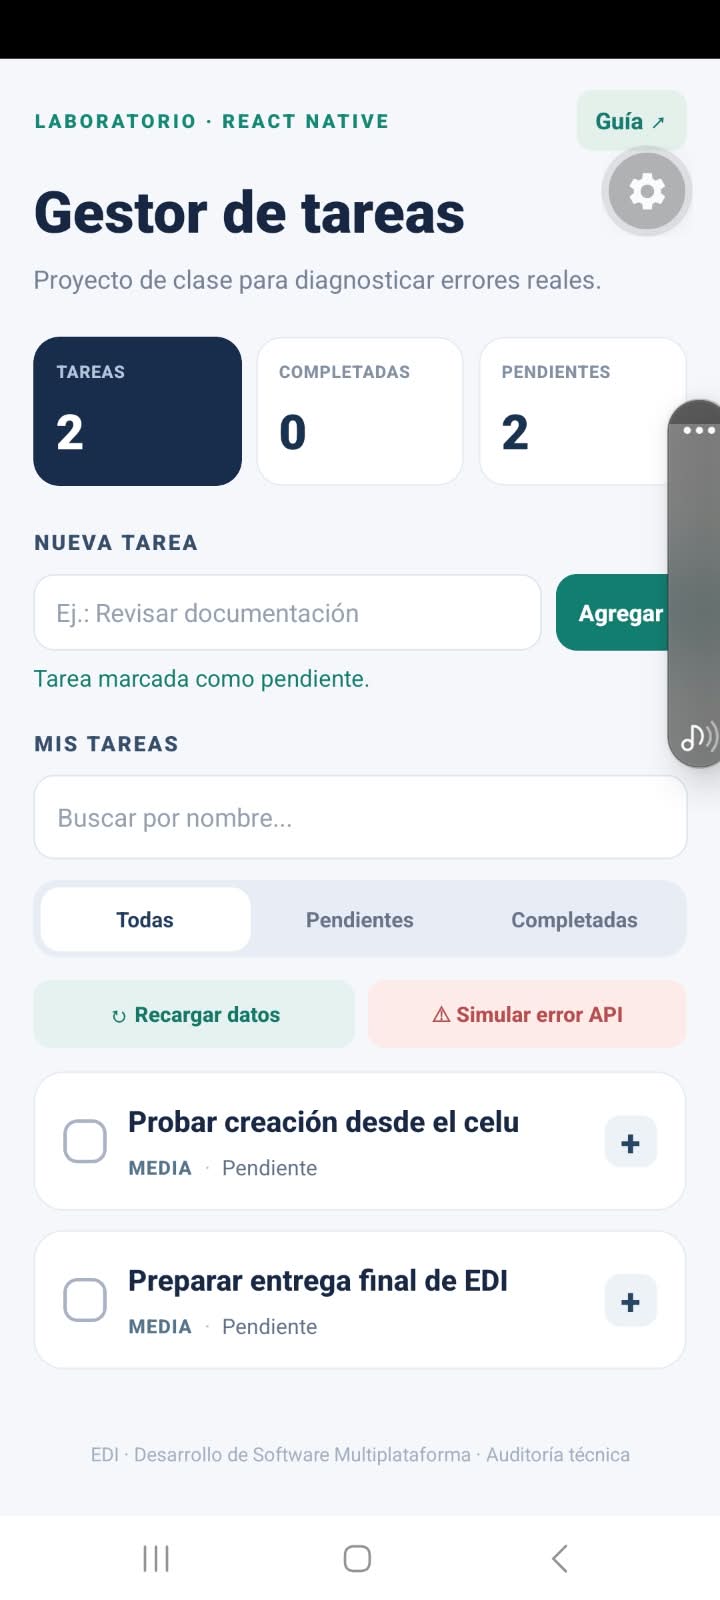 LABORATORIO · REACT NATIVE
Guía ↗
Gestor de tareas
Proyecto de clase para diagnosticar errores reales.
TAREAS
COMPLETADAS
PENDIENTES
2
0
2
NUEVA TAREA
Ej.: Revisar documentación
Agregar
Tarea marcada como pendiente.
MIS TAREAS
Buscar por nombre...
Todas
Pendientes
Completadas
↻ Recargar datos
⚠ Simular error API
Probar creación desde el celu
MEDIA · Pendiente
+
Preparar entrega final de EDI
MEDIA · Pendiente
+
EDI · Desarrollo de Software Multiplataforma · Auditoría técnica